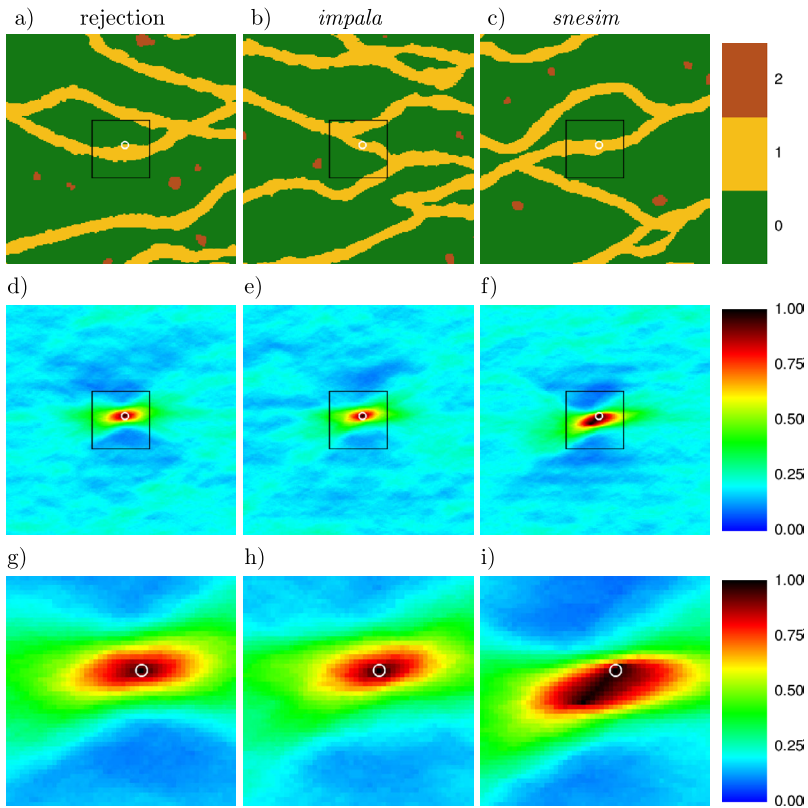 a) rejection
b) impala
c) snesim
2
1
0
d)
e)
f)
1.00
0.75
0.50
0.25
0.00
g)
h)
i)
1.00
0.75
0.50
0.25
0.00